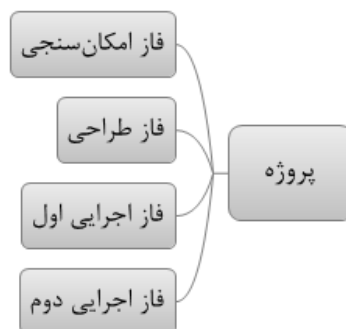 پروژه
فاز امکان‌سنجی
فاز طراحی
فاز اجرایی اول
فاز اجرایی دوم